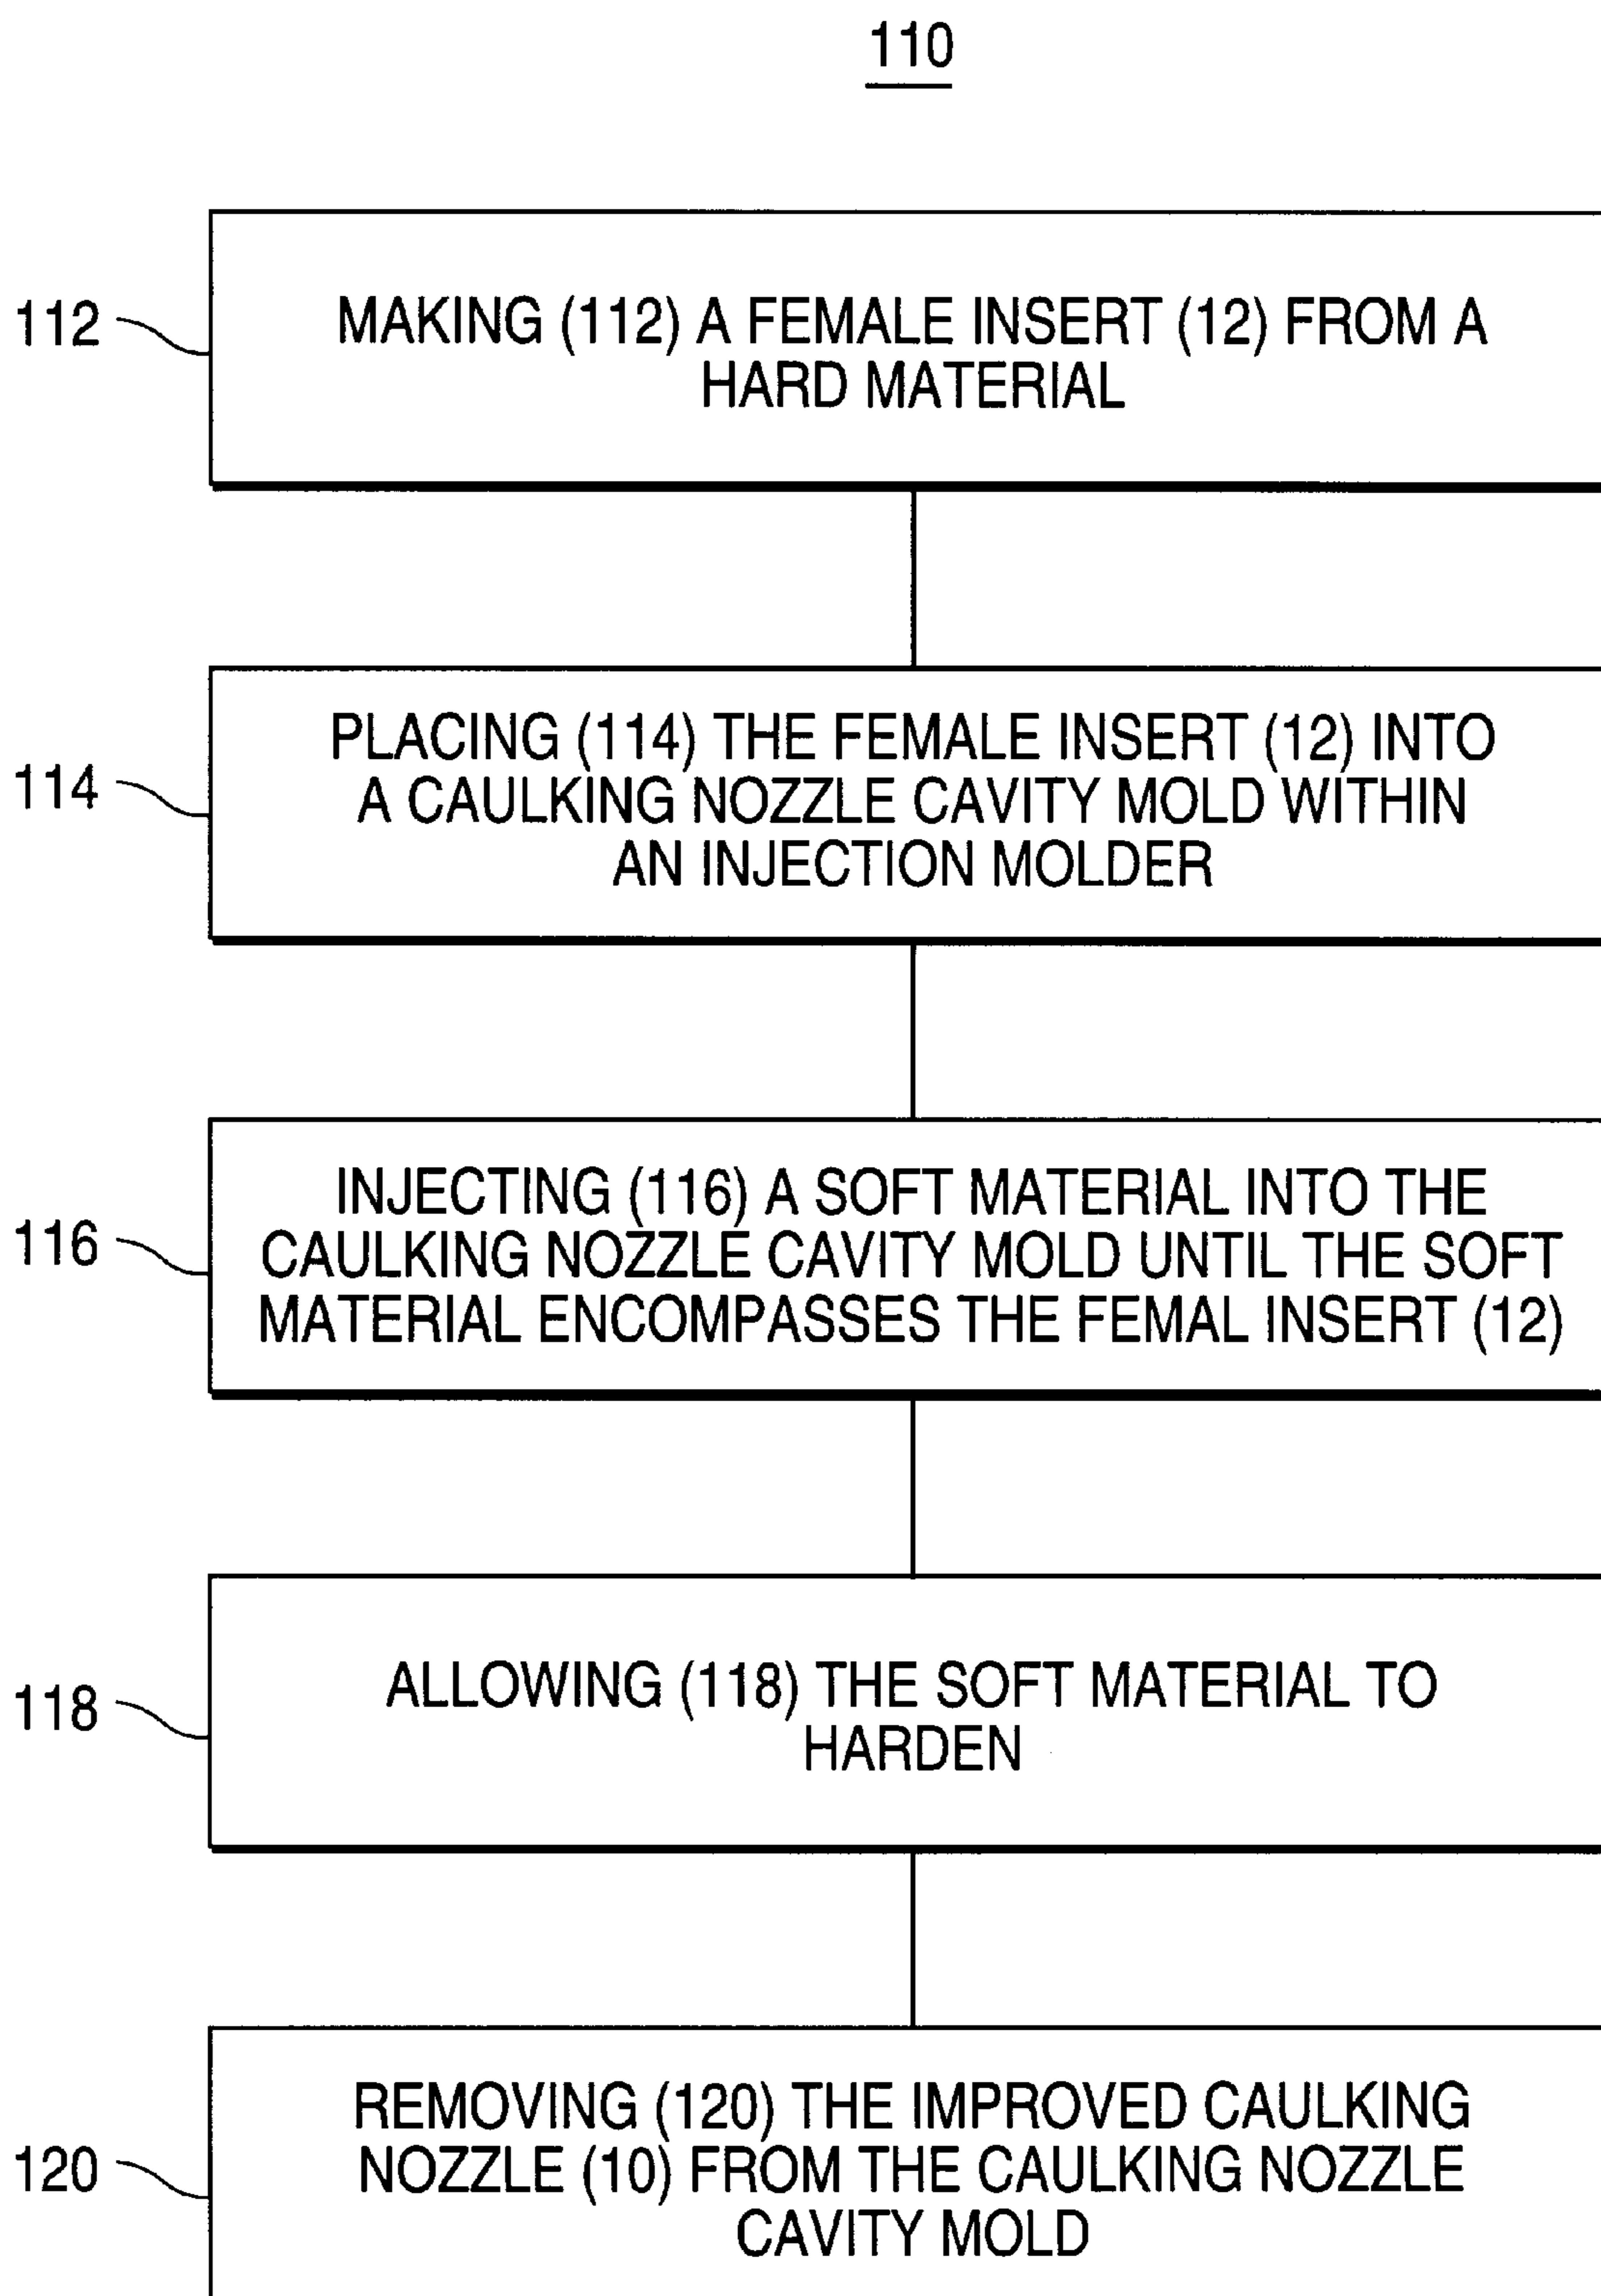 110
112
MAKING (112) A FEMALE INSERT (12) FROM A
HARD MATERIAL
114
PLACING (114) THE FEMALE INSERT (12) INTO
A CAULKING NOZZLE CAVITY MOLD WITHIN
AN INJECTION MOLDER
116
INJECTING (116) A SOFT MATERIAL INTO THE
CAULKING NOZZLE CAVITY MOLD UNTIL THE SOFT
MATERIAL ENCOMPASSES THE FEMAL INSERT (12)
118
ALLOWING (118) THE SOFT MATERIAL TO
HARDEN
120
REMOVING (120) THE IMPROVED CAULKING
NOZZLE (10) FROM THE CAULKING NOZZLE
CAVITY MOLD